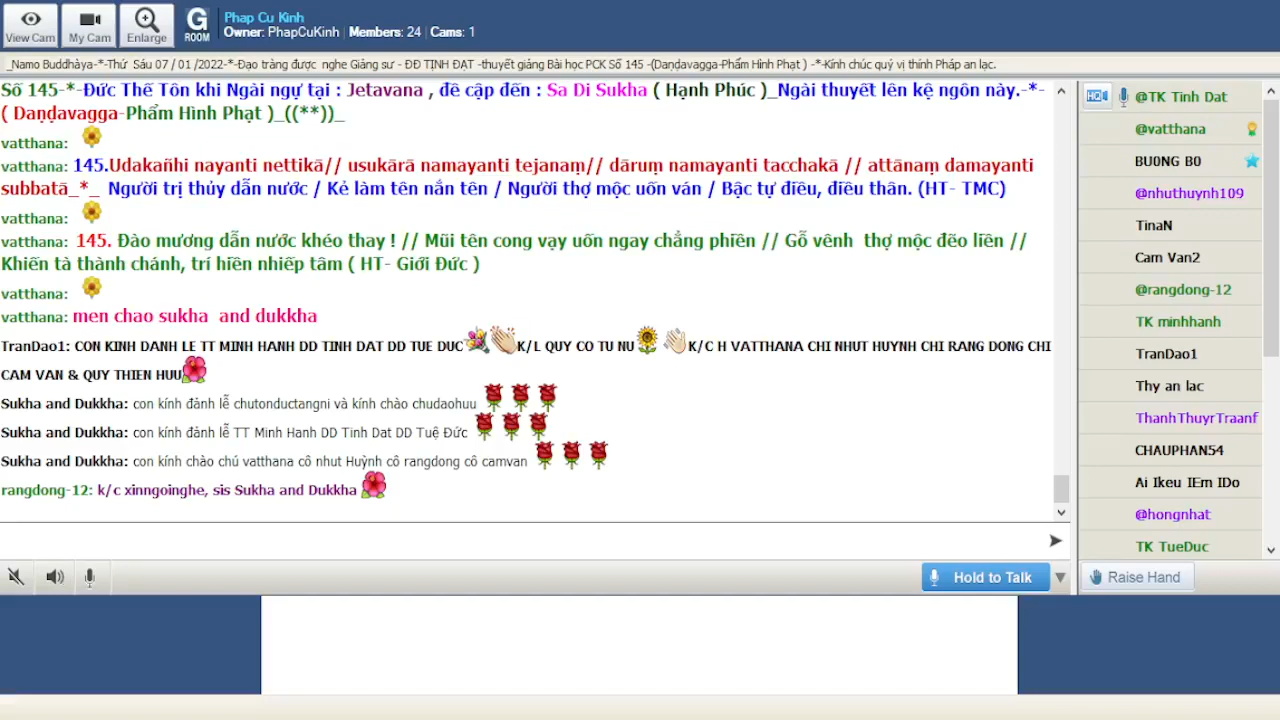 View Cam
My Cam
Enlarge
G
ROOM
Phap Cu Kinh
Owner: PhapCuKinh | Members: 24 | Cams: 1
_Namo Buddhàya-*-Thứ Sáu 07 / 01 /2022-*-Đạo tràng được nghe Giảng sư - ĐĐ TỊNH ĐẠT -thuyết giảng Bài học PCK Số 145 -(Daṇḍavagga-Phẩm Hình Phạt ) -*-Kính chúc quý vị thính Pháp an lạc.
Số 145-*-Đức Thế Tôn khi Ngài ngự tại : Jetavana , đề cập đến : Sa Di Sukha ( Hạnh Phúc )_Ngài thuyết lên kệ ngôn này.-*-
( Daṇḍavagga-Phẩm Hình Phạt )_((**))_
vatthana:
vatthana: 145.Udakañhi nayanti nettikā// usukārā namayanti tejanaṃ// dāruṃ namayanti tacchakā // attānaṃ damayanti
subbatā_*_ Người trị thủy dẫn nước / Kẻ làm tên nắn tên / Người thợ mộc uốn ván / Bậc tự điều, điều thân. (HT- TMC)
vatthana:
vatthana: 145. Đào mương dẫn nước khéo thay ! // Mũi tên cong vạy uốn ngay chẳng phiền // Gỗ vênh thợ mộc đẽo liền //
Khiến tà thành chánh, trí hiền nhiếp tâm ( HT- Giới Đức )
vatthana:
vatthana: men chao sukha and dukkha
TranDao1: CON KINH DANH LE TT MINH HANH DD TINH DAT DD TUE DUC K/L QUY CO TU NU K/C H VATTHANA CHI NHUT HUYNH CHI RANG DONG CHI
CAM VAN & QUY THIEN HUU
Sukha and Dukkha: con kính đảnh lễ chutonductangni và kính chào chudaohuu
Sukha and Dukkha: con kính đảnh lễ TT Minh Hanh DD Tinh Dat DD Tuệ Đức
Sukha and Dukkha: con kính chào chú vatthana cô nhut Huỳnh cô rangdong cô camvan
rangdong-12: k/c xinngoinghe, sis Sukha and Dukkha
Hold to Talk
HQ
@TK Tinh Dat
@vatthana
BU0NG B0
@nhuthuynh109
TinaN
Cam Van2
@rangdong-12
TK minhhanh
TranDao1
Thy an lac
ThanhThuyrTraanf
CHAUPHAN54
Ai Ikeu IEm IDo
@hongnhat
TK TueDuc
Raise Hand